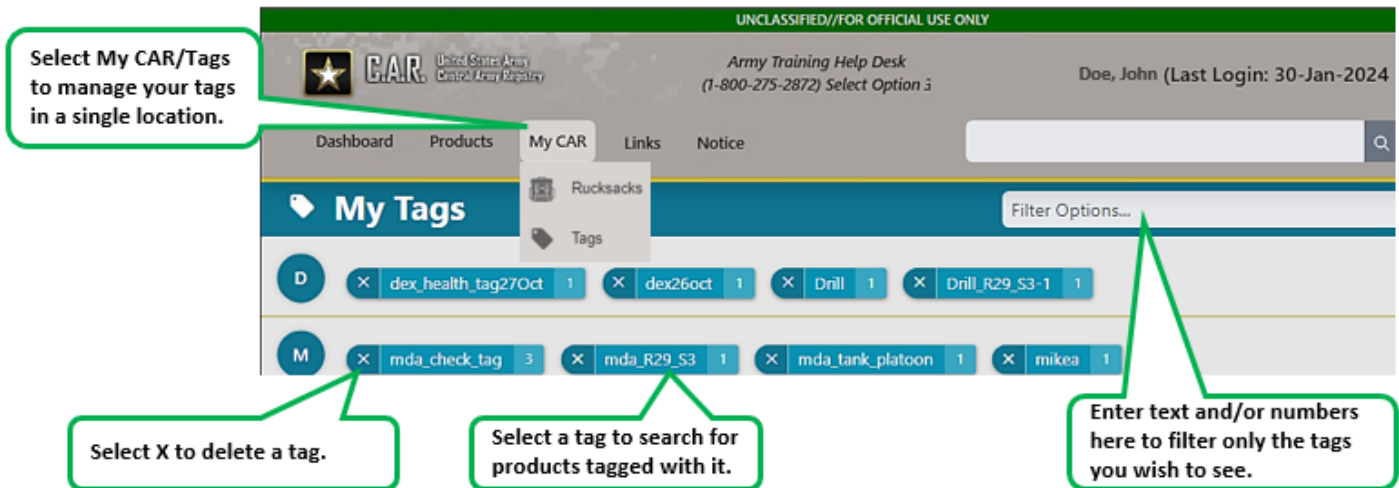 UNCLASSIFIED//FOR OFFICIAL USE ONLY
Select My CAR/Tags
to manage your tags
in a single location.
C.A.R. United States Army
Central Army Registry
Army Training Help Desk
(1-800-275-2872) Select Option 3
Doe, John (Last Login: 30-Jan-2024
Dashboard Products My CAR Links Notice
Rucksacks
Tags
My Tags
Filter Options...
D
dex_health_tag27Oct 1
dex26oct 1
Drill 1
Drill_R29_S3-1 1
M
mda_check_tag 3
mda_R29_S3 1
mda_tank_platoon 1
mikea 1
Select X to delete a tag.
Select a tag to search for
products tagged with it.
Enter text and/or numbers
here to filter only the tags
you wish to see.